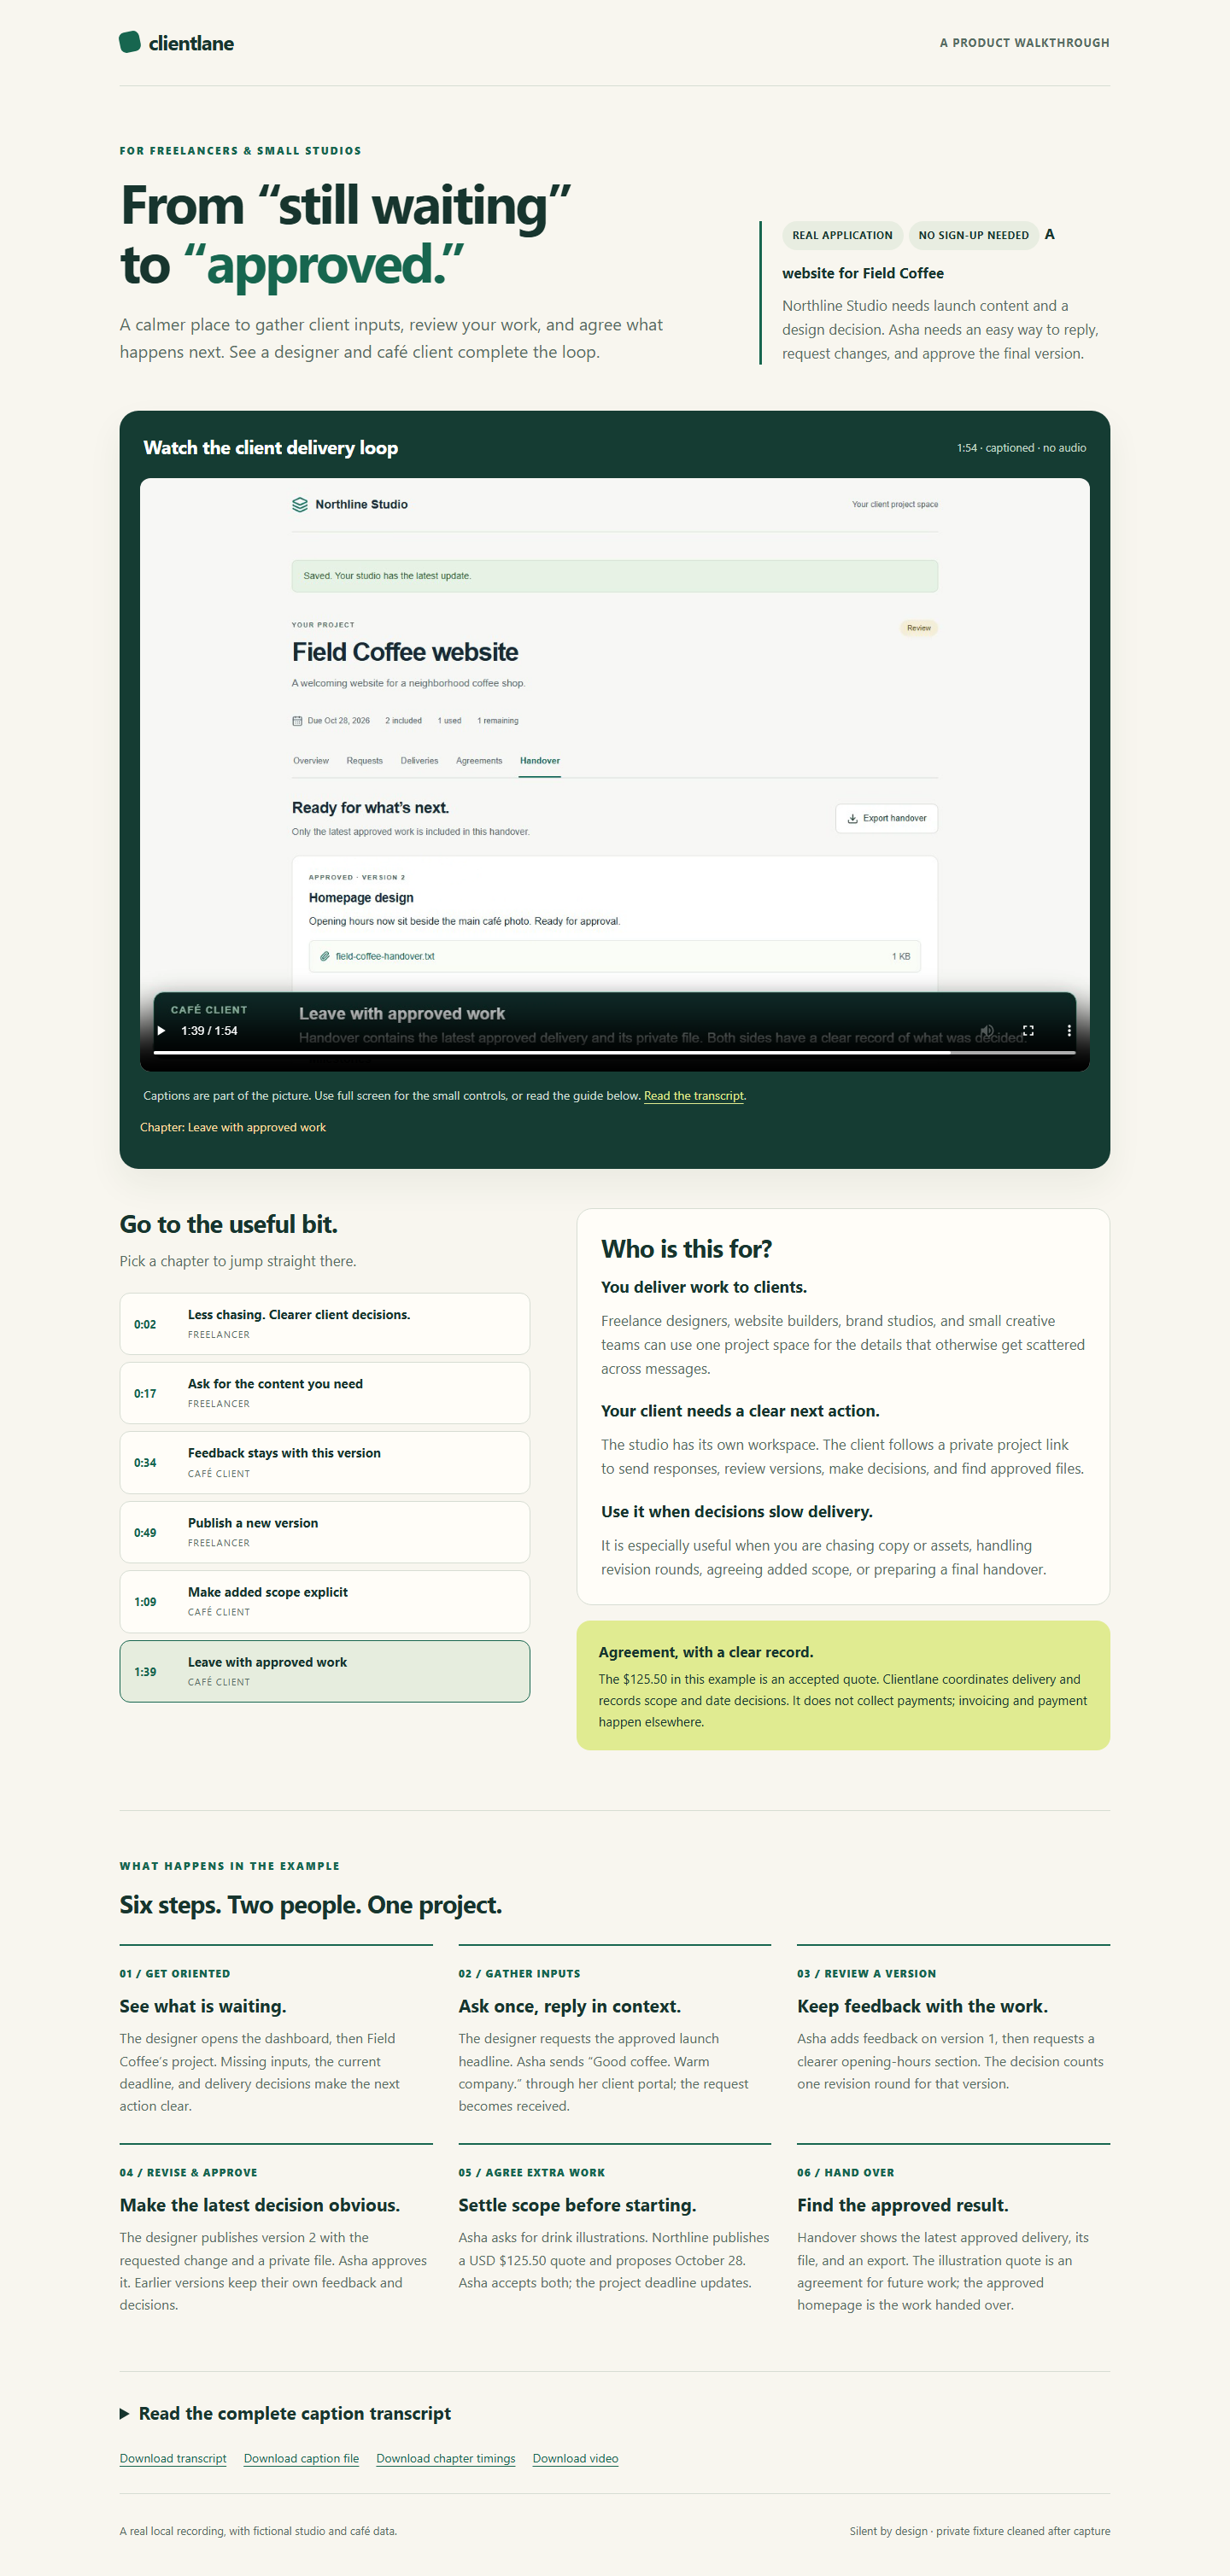 clientlane
A PRODUCT WALKTHROUGH
FOR FREELANCERS & SMALL STUDIOS
From “still waiting”
to “approved.”
A calmer place to gather client inputs, review your work, and agree what
happens next. See a designer and café client complete the loop.
REAL APPLICATION NO SIGN-UP NEEDED A
website for Field Coffee
Northline Studio needs launch content and a
design decision. Asha needs an easy way to reply,
request changes, and approve the final version.
Watch the client delivery loop
1:54 · captioned · no audio
Northline Studio
Your client project space
Saved. Your studio has the latest update.
YOUR PROJECT
Review
Field Coffee website
A welcoming website for a neighborhood coffee shop.
Due Oct 28, 2026 2 included 1 used 1 remaining
Overview Requests Deliveries Agreements Handover
Ready for what’s next.
Only the latest approved work is included in this handover.
Export handover
APPROVED · VERSION 2
Homepage design
Opening hours now sit beside the main café photo. Ready for approval.
field-coffee-handover.txt 1 KB
CAFÉ CLIENT
Leave with approved work
1:39 / 1:54
Handover contains the latest approved delivery and its private file. Both sides have a clear record of what was decided.
Captions are part of the picture. Use full screen for the small controls, or read the guide below. Read the transcript.
Chapter: Leave with approved work
Go to the useful bit.
Pick a chapter to jump straight there.
0:02
Less chasing. Clearer client decisions.
FREELANCER
0:17
Ask for the content you need
FREELANCER
0:34
Feedback stays with this version
CAFÉ CLIENT
0:49
Publish a new version
FREELANCER
1:09
Make added scope explicit
CAFÉ CLIENT
1:39
Leave with approved work
CAFÉ CLIENT
Who is this for?
You deliver work to clients.
Freelance designers, website builders, brand studios, and small creative
teams can use one project space for the details that otherwise get scattered
across messages.
Your client needs a clear next action.
The studio has its own workspace. The client follows a private project link
to send responses, review versions, make decisions, and find approved files.
Use it when decisions slow delivery.
It is especially useful when you are chasing copy or assets, handling
revision rounds, agreeing added scope, or preparing a final handover.
Agreement, with a clear record.
The $125.50 in this example is an accepted quote. Clientlane coordinates delivery and
records scope and date decisions. It does not collect payments; invoicing and payment
happen elsewhere.
WHAT HAPPENS IN THE EXAMPLE
Six steps. Two people. One project.
01 / GET ORIENTED
See what is waiting.
The designer opens the dashboard, then Field
Coffee’s project. Missing inputs, the current
deadline, and delivery decisions make the next
action clear.
02 / GATHER INPUTS
Ask once, reply in context.
The designer requests the approved launch
headline. Asha sends “Good coffee. Warm
company.” through her client portal; the request
becomes received.
03 / REVIEW A VERSION
Keep feedback with the work.
Asha adds feedback on version 1, then requests a
clearer opening-hours section. The decision counts
one revision round for that version.
04 / REVISE & APPROVE
Make the latest decision obvious.
The designer publishes version 2 with the
requested change and a private file. Asha approves
it. Earlier versions keep their own feedback and
decisions.
05 / AGREE EXTRA WORK
Settle scope before starting.
Asha asks for drink illustrations. Northline publishes
a USD $125.50 quote and proposes October 28.
Asha accepts both; the project deadline updates.
06 / HAND OVER
Find the approved result.
Handover shows the latest approved delivery, its
file, and an export. The illustration quote is an
agreement for future work; the approved
homepage is the work handed over.
Read the complete caption transcript
Download transcript Download caption file Download chapter timings Download video
A real local recording, with fictional studio and café data.
Silent by design · private fixture cleaned after capture